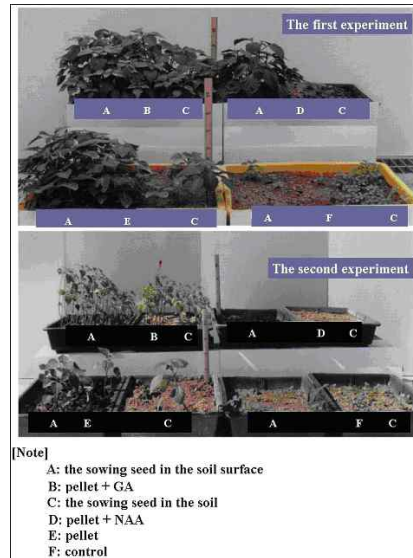 The first experiment
A B C
A D C
A E C
A F C
The second experiment
A B C
A D C
A E C
A F C
[Note]
A: the sowing seed in the soil surface
B: pellet + GA
C: the sowing seed in the soil
D: pellet + NAA
E: pellet
F: control